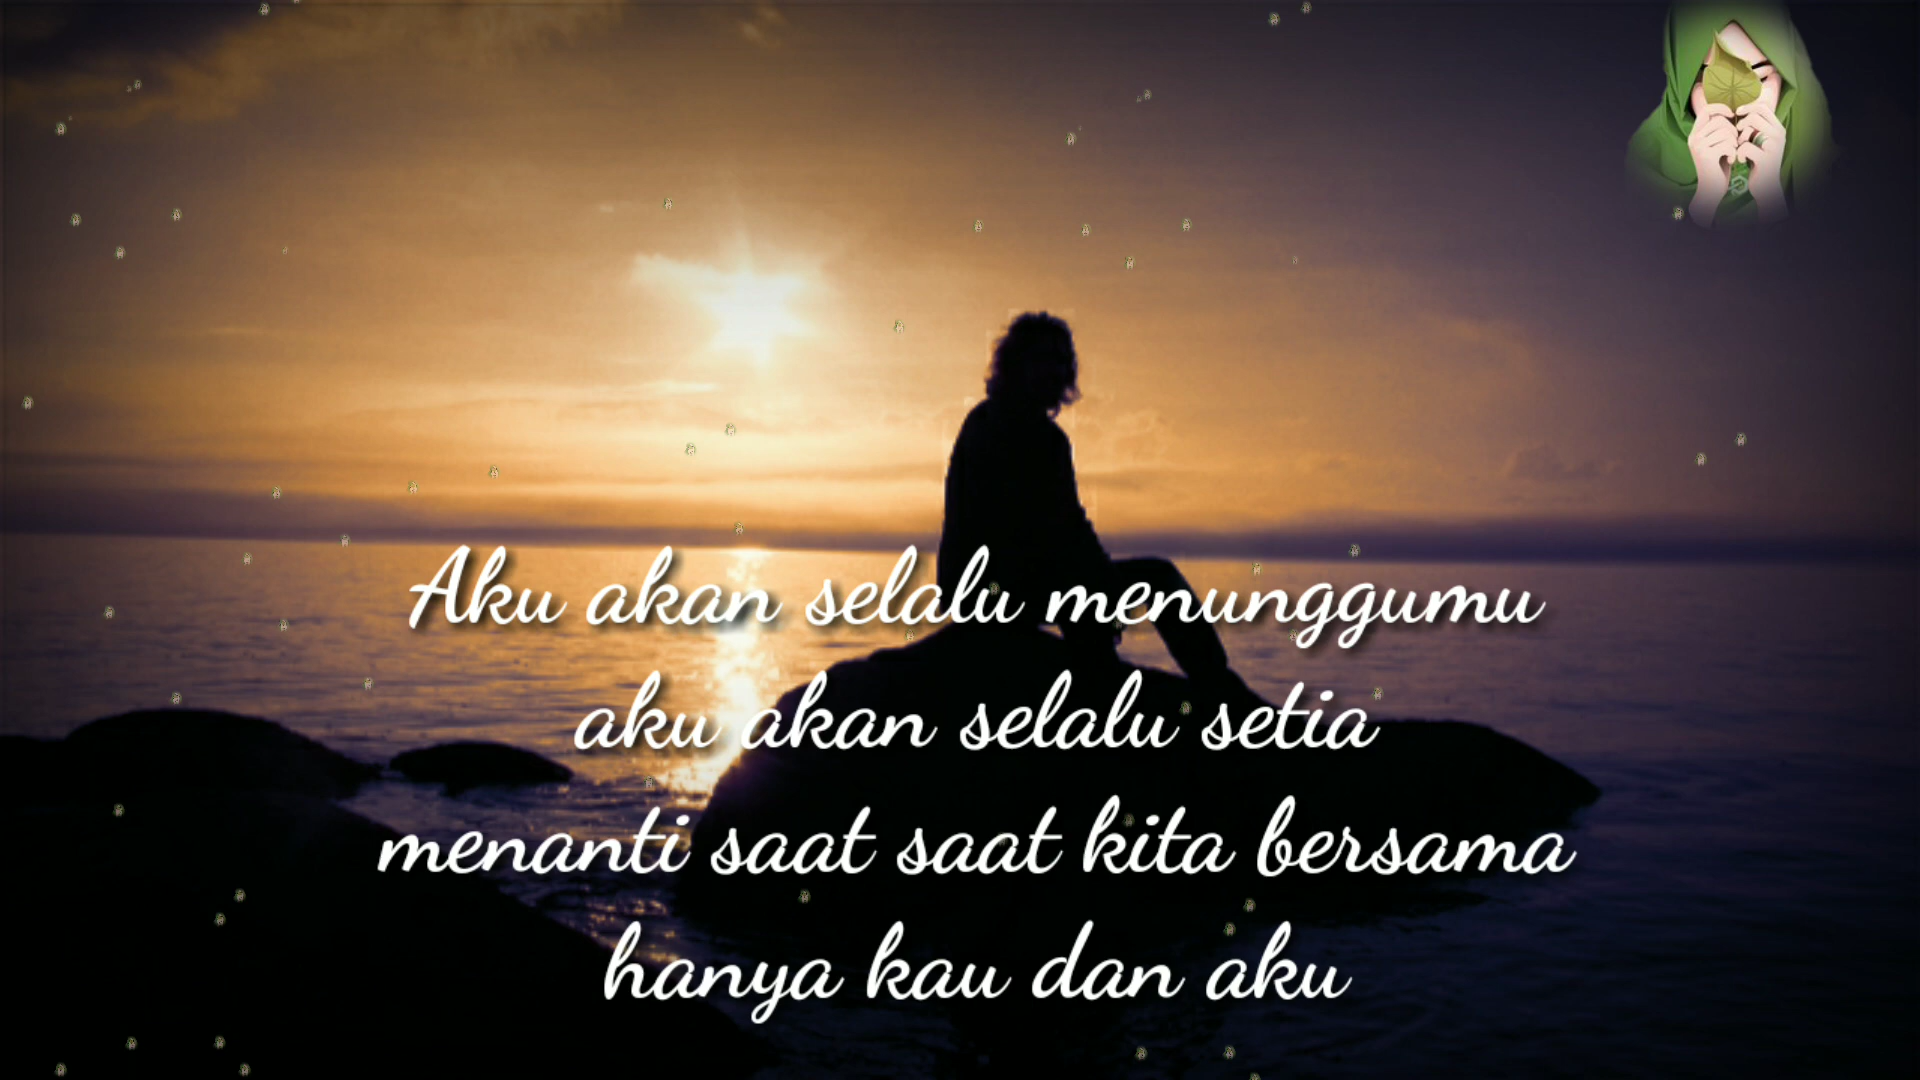 Aku akan selalu menunggumu
aku akan selalu setia
menanti saat saat kita bersama
hanya kau dan aku